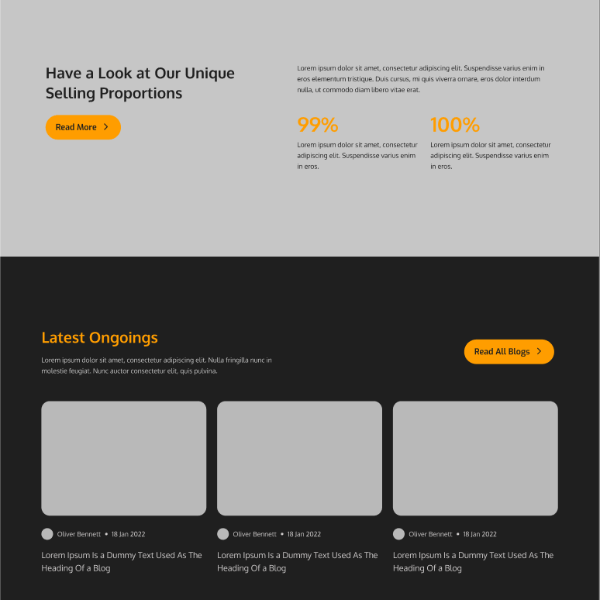 Have a Look at Our Unique
Selling Proportions
Read More
Lorem ipsum dolor sit amet, consectetur adipiscing elit. Suspendisse varius enim in
eros elementum tristique. Duis cursus, mi quis viverra ornare, eros dolor interdum
nulla, ut commodo diam libero vitae erat.
99%
Lorem ipsum dolor sit amet, consectetur
adipiscing elit. Suspendisse varius enim
in eros.
100%
Lorem ipsum dolor sit amet, consectetur
adipiscing elit. Suspendisse varius enim
in eros.
Latest Ongoings
Lorem ipsum dolor sit amet, consectetur adipiscing elit. Nulla fringilla nunc in
molestie feugiat. Nunc auctor consectetur elit, quis pulvina.
Read All Blogs
Oliver Bennett • 18 Jan 2022
Lorem Ipsum Is a Dummy Text Used As The
Heading Of a Blog
Oliver Bennett • 18 Jan 2022
Lorem Ipsum Is a Dummy Text Used As The
Heading Of a Blog
Oliver Bennett • 18 Jan 2022
Lorem Ipsum Is a Dummy Text Used As The
Heading Of a Blog